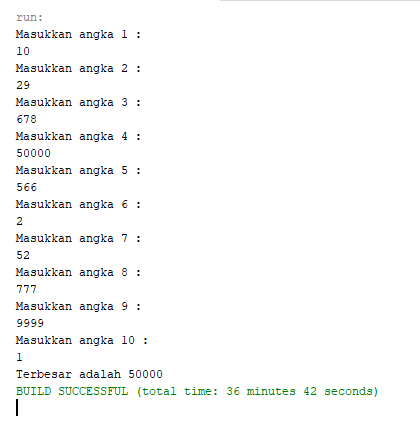 run:
Masukkan angka 1 :
10
Masukkan angka 2 :
29
Masukkan angka 3 :
678
Masukkan angka 4 :
50000
Masukkan angka 5 :
566
Masukkan angka 6 :
2
Masukkan angka 7 :
52
Masukkan angka 8 :
777
Masukkan angka 9 :
9999
Masukkan angka 10 :
1
Terbesar adalah 50000
BUILD SUCCESSFUL (total time: 36 minutes 42 seconds)